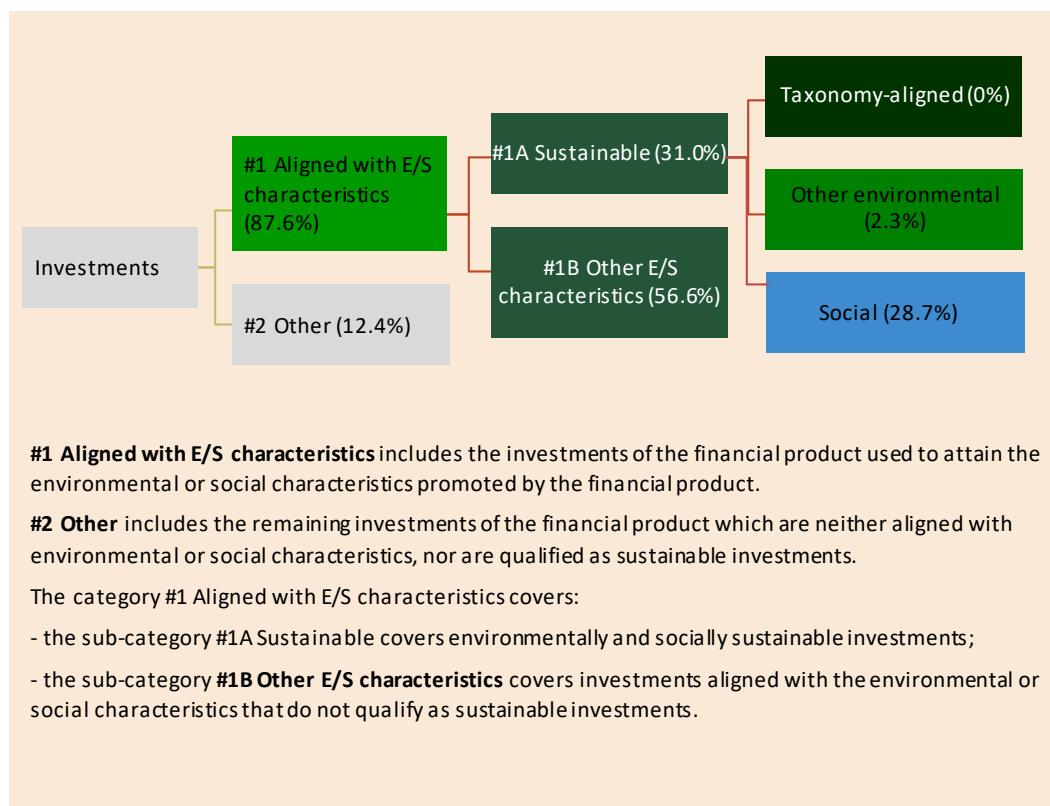 Investments
#1 Aligned with E/S
characteristics
(87.6%)
#2 Other (12.4%)
#1A Sustainable (31.0%)
#1B Other E/S
characteristics (56.6%)
Taxonomy-aligned (0%)
Other environmental
(2.3%)
Social (28.7%)
#1 Aligned with E/S characteristics includes the investments of the financial product used to attain the
environmental or social characteristics promoted by the financial product.
#2 Other includes the remaining investments of the financial product which are neither aligned with
environmental or social characteristics, nor are qualified as sustainable investments.
The category #1 Aligned with E/S characteristics covers:
- the sub-category #1A Sustainable covers environmentally and socially sustainable investments;
- the sub-category #1B Other E/S characteristics covers investments aligned with the environmental or
social characteristics that do not qualify as sustainable investments.